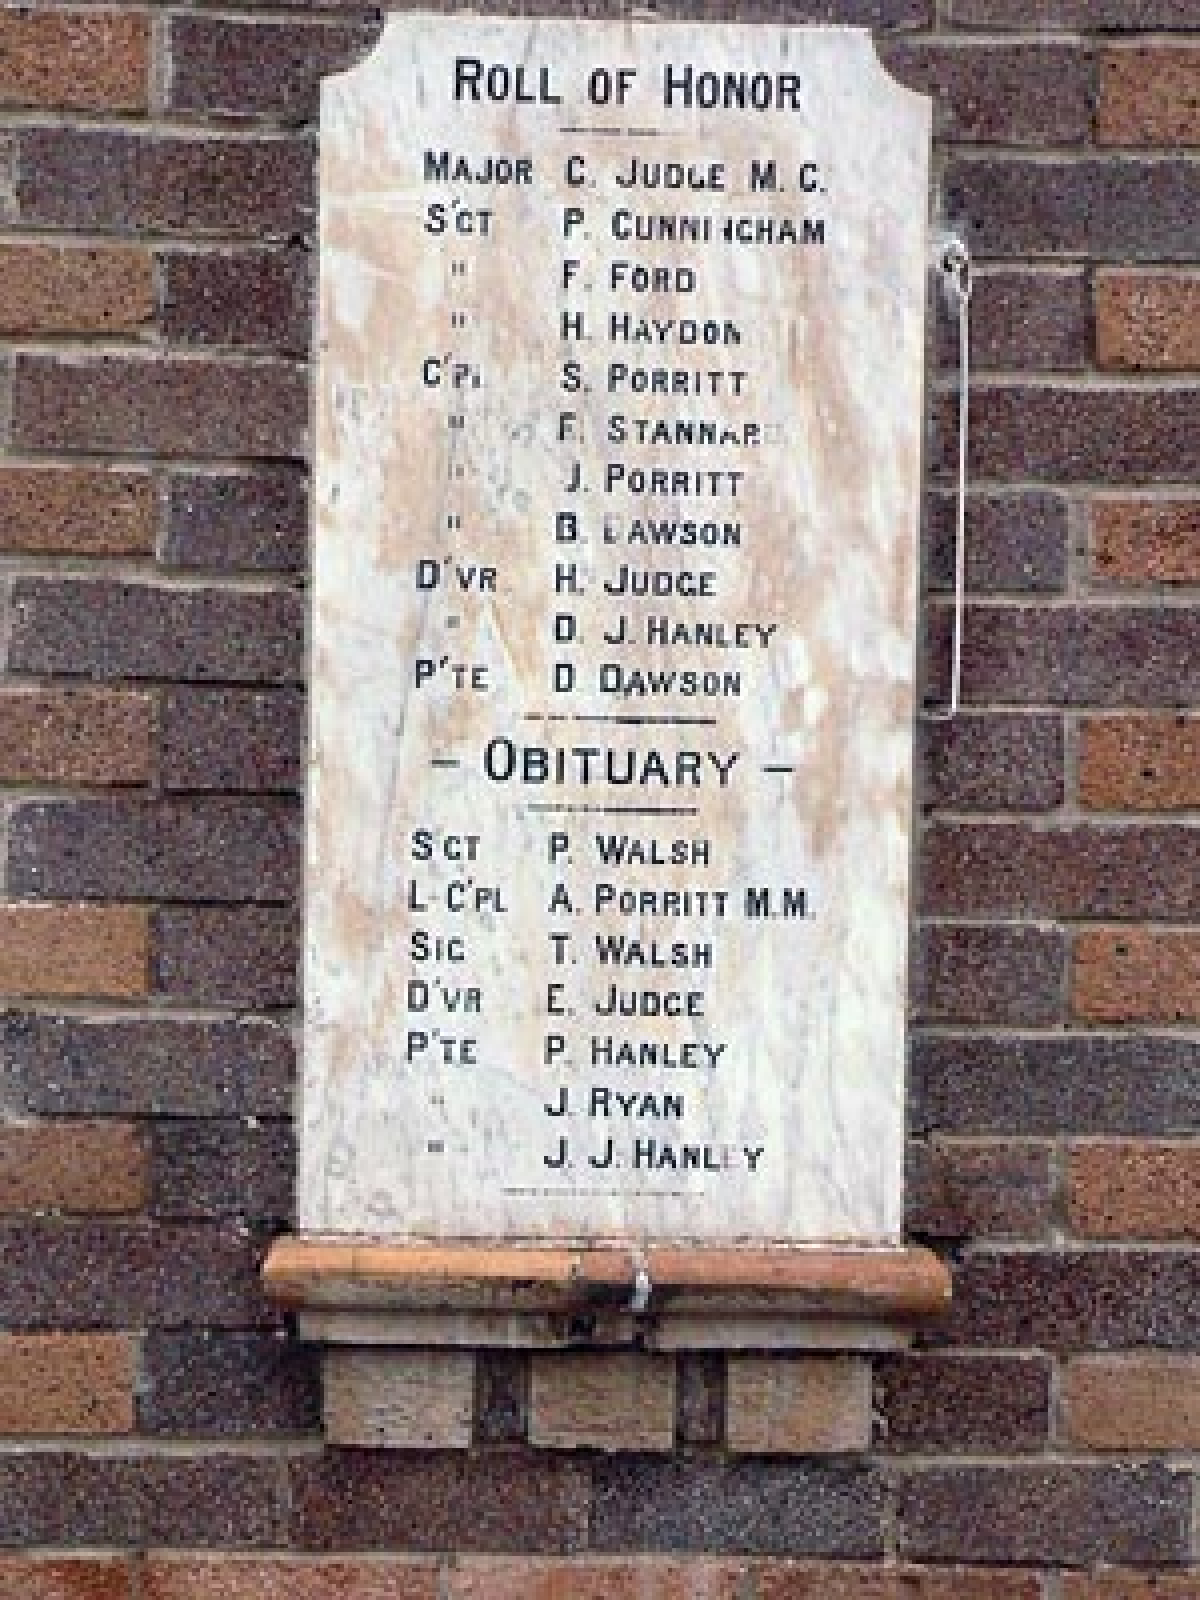 ROLL OF HONOR
MAJOR C. JUDGE M.C.
S'GT P. CUNNINGHAM
" F. FORD
" H. HAYDON
C'PL S. PORRITT
" E. STANNARD
" J. PORRITT
" B. DAWSON
D'VR H. JUDGE
" D. J. HANLEY
P'TE D. DAWSON
- OBITUARY -
S'GT P. WALSH
L-C'PL A. PORRITT M.M.
SIG T. WALSH
D'VR E. JUDGE
P'TE P. HANLEY
" J. RYAN
" J. J. HANLEY